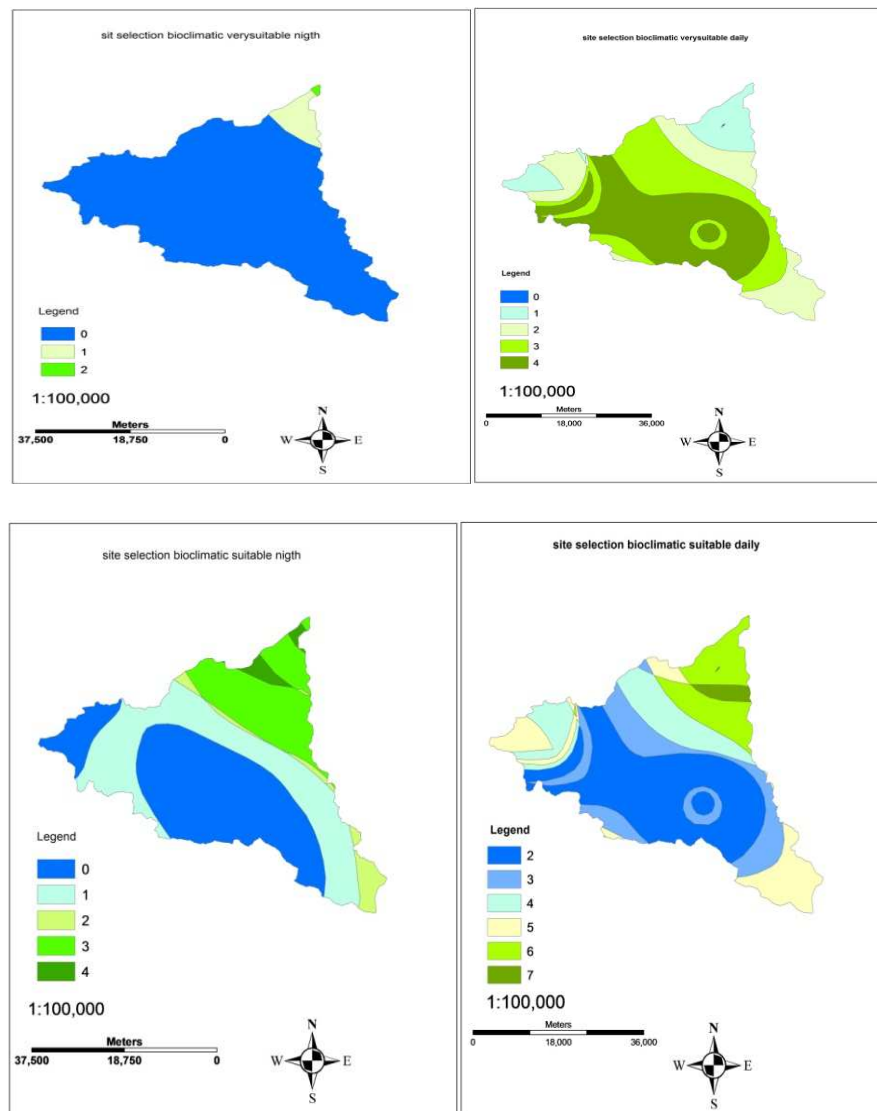 sit selection bioclimatic verysuitable nigth
Legend
0
1
2
1:100,000
Meters
37,500 18,750 0
N
W E
S
site selection bioclimatic verysuitable daily
Legend
0
1
2
3
4
1:100,000
Meters
0 18,000 36,000
N
W E
S
site selection bioclimatic suitable nigth
Legend
0
1
2
3
4
1:100,000
Meters
37,500 18,750 0
N
W E
S
site selection bioclimatic suitable daily
Legend
2
3
4
5
6
7
1:100,000
Meters
0 18,000 36,000
N
W E
S